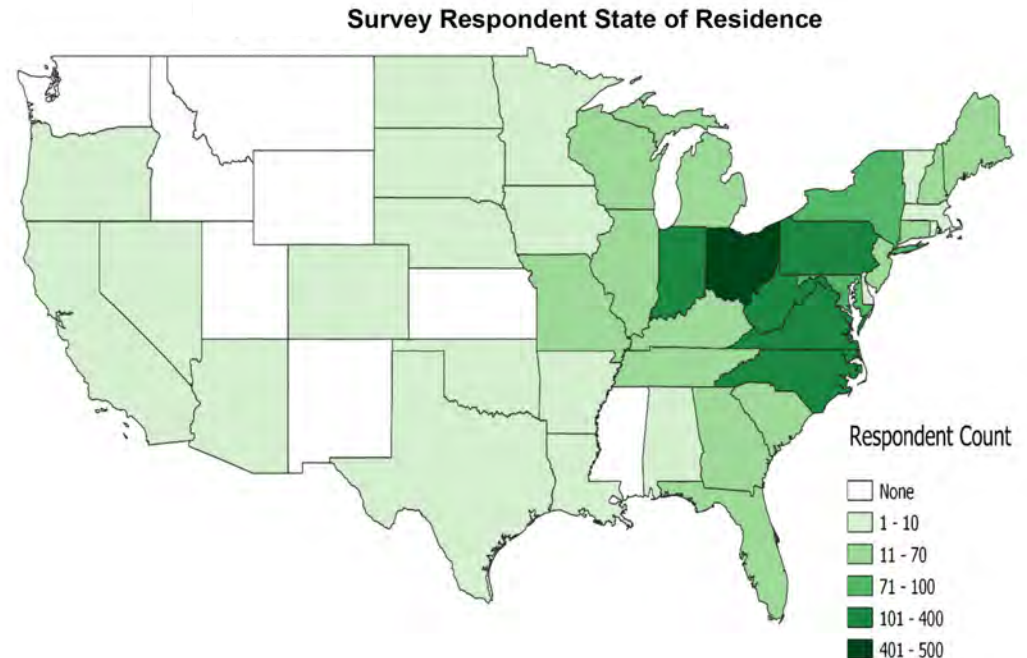 Survey Respondent State of Residence
Respondent Count
None
1 - 10
11 - 70
71 - 100
101 - 400
401 - 500